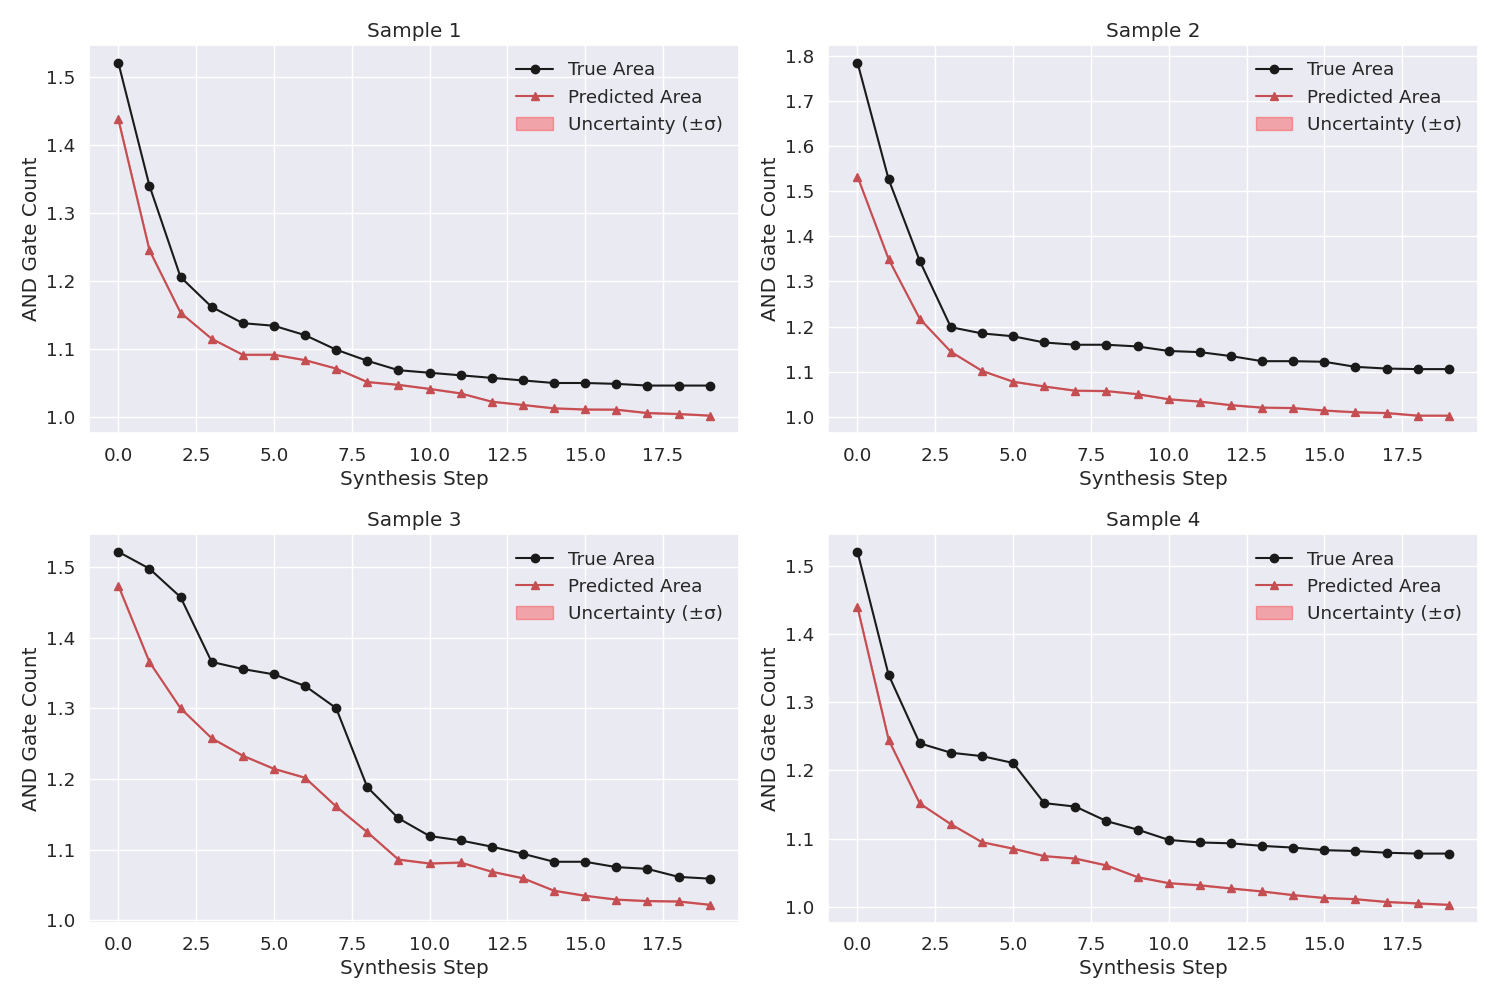 Sample 1
AND Gate Count
1.5
1.4
1.3
1.2
1.1
1.0
True Area
Predicted Area
Uncertainty (±σ)
0.0 2.5 5.0 7.5 10.0 12.5 15.0 17.5
Synthesis Step
Sample 2
AND Gate Count
1.8
1.7
1.6
1.5
1.4
1.3
1.2
1.1
1.0
True Area
Predicted Area
Uncertainty (±σ)
0.0 2.5 5.0 7.5 10.0 12.5 15.0 17.5
Synthesis Step
Sample 3
AND Gate Count
1.5
1.4
1.3
1.2
1.1
1.0
True Area
Predicted Area
Uncertainty (±σ)
0.0 2.5 5.0 7.5 10.0 12.5 15.0 17.5
Synthesis Step
Sample 4
AND Gate Count
1.5
1.4
1.3
1.2
1.1
1.0
True Area
Predicted Area
Uncertainty (±σ)
0.0 2.5 5.0 7.5 10.0 12.5 15.0 17.5
Synthesis Step